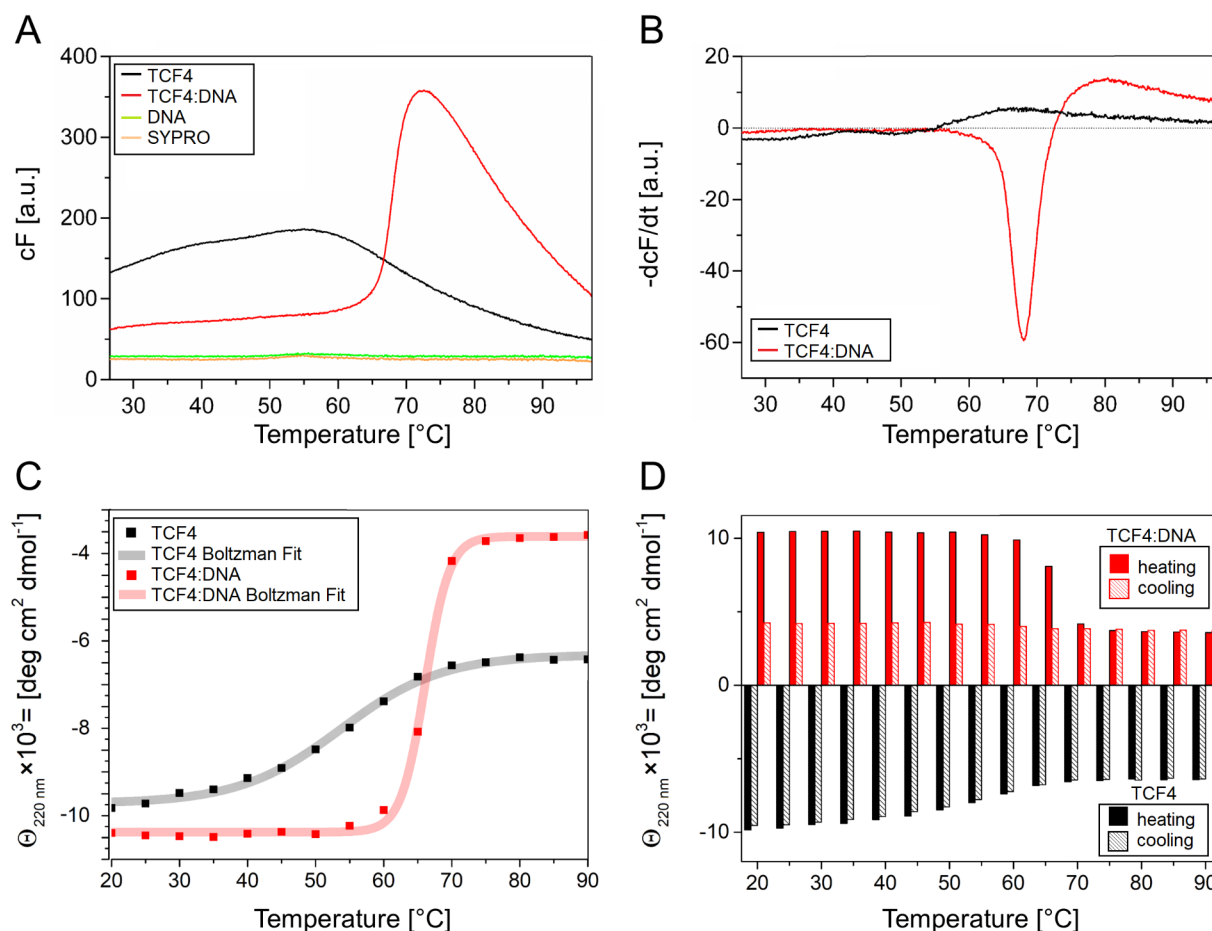 A
400
300
200
100
0
cF [a.u.]
TCF4
TCF4:DNA
DNA
SYPRO
30 40 50 60 70 80 90
Temperature [°C]
B
20
0
-20
-40
-60
-dcF/dt [a.u.]
TCF4
TCF4:DNA
30 40 50 60 70 80 90
Temperature [°C]
C
-4
-6
-8
-10
Θ220 nm ×10³= [deg cm² dmol⁻¹]
TCF4
TCF4 Boltzman Fit
TCF4:DNA
TCF4:DNA Boltzman Fit
20 30 40 50 60 70 80 90
Temperature [°C]
D
10
5
0
-5
-10
Θ220 nm ×10³= [deg cm² dmol⁻¹]
TCF4:DNA
heating
cooling
TCF4
heating
cooling
20 30 40 50 60 70 80 90
Temperature [°C]